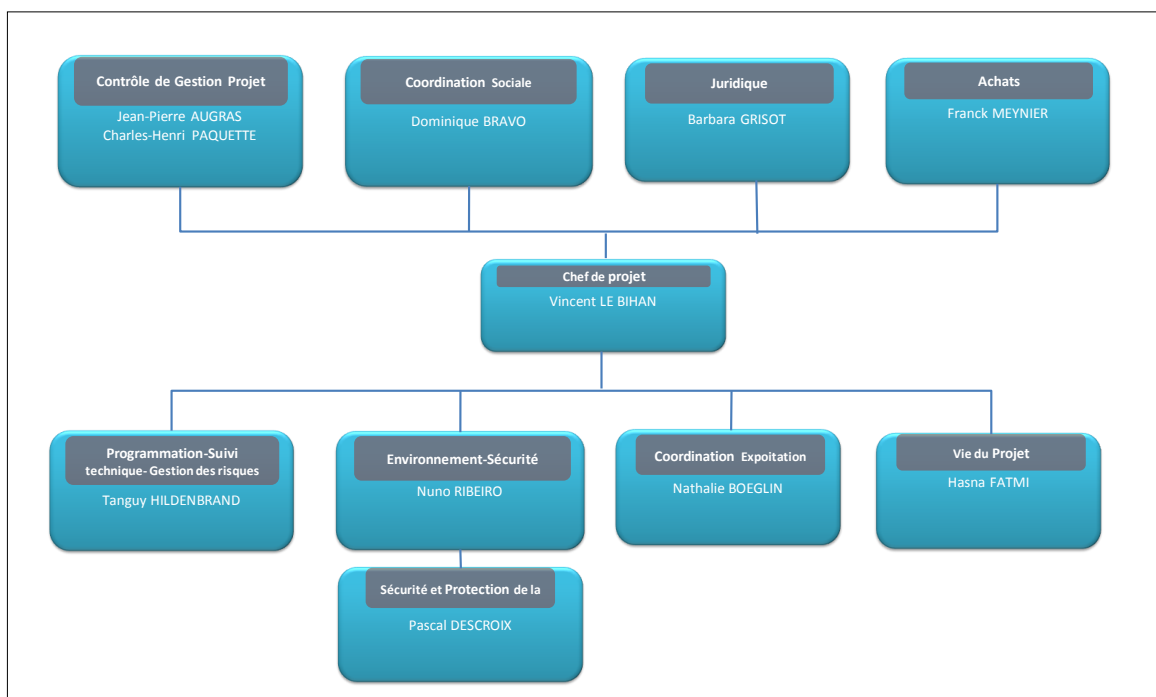 Contrôle de Gestion Projet
Jean-Pierre AUGRAS
Charles-Henri PAQUETTE
Coordination Sociale
Dominique BRAVO
Juridique
Barbara GRISOT
Achats
Franck MEYNIER
Chef de projet
Vincent LE BIHAN
Programmation-Suivi
technique- Gestion des risques
Tanguy HILDENBRAND
Environnement-Sécurité
Nuno RIBEIRO
Coordination Expoitation
Nathalie BOEGLIN
Vie du Projet
Hasna FATMI
Sécurité et Protection de la
Pascal DESCROIX